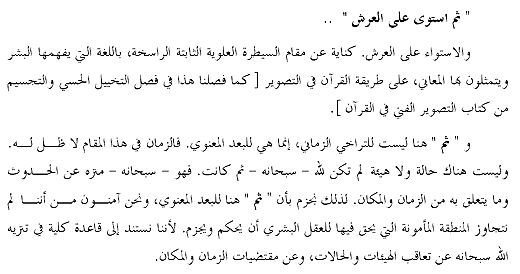 " ثم استوى على العرش " ..
والاستواء على العرش. كناية عن مقام السيطرة العلوية الثابتة الراسخة، باللغة التي يفهمها البشر
ويتمثلون بها المعاني، على طريقة القرآن في التصوير [ كما فصلنا هذا في فصل التخييل الحسي والتجسيم
من كتاب التصوير الفني في القرآن ].
و " ثم " هنا ليست للتراخي الزماني، إنما هي للبعد المعنوي. فالزمان في هذا المقام لا ظل لـه.
وليست هناك حالة ولا هيئة لم تكن لله – سبحانه – ثم كانت. فهو – سبحانه – متره عن الحدوث
وما يتعلق به من الزمان والمكان. لذلك نجزم بأن " ثم " هنا للبعد المعنوي، ونحن آمنـون مـن أننـا لم
نتجاوز المنطقة المأمونة التي يحق فيها للعقل البشري أن يحكم ويجزم. لأننا نستند إلى قاعدة كلية في تتريه
الله سبحانه عن تعاقب الهيئات والحالات، وعن مقتضيات الزمان والمكان.